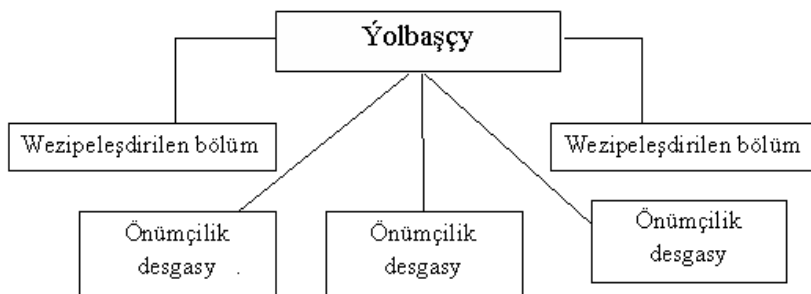 Ýolbaşçy
Wezipeleşdirilen bölüm
Wezipeleşdirilen bölüm
Önümçilik
desgasy
Önümçilik
desgasy
Önümçilik
desgasy